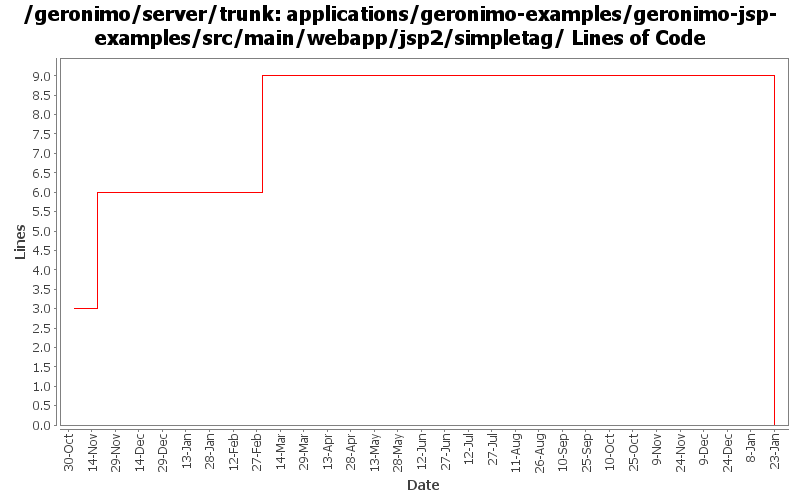 /geronimo/server/trunk: applications/geronimo-examples/geronimo-jsp-
examples/src/main/webapp/jsp2/simpletag/ Lines of Code
9.0
8.5
8.0
7.5
7.0
6.5
6.0
5.5
5.0
4.5
4.0
3.5
3.0
2.5
2.0
1.5
1.0
0.5
0.0
Lines
30-Oct
14-Nov
29-Nov
14-Dec
29-Dec
13-Jan
28-Jan
12-Feb
27-Feb
14-Mar
29-Mar
13-Apr
28-Apr
13-May
28-May
12-Jun
27-Jun
12-Jul
27-Jul
11-Aug
26-Aug
10-Sep
25-Sep
10-Oct
25-Oct
9-Nov
24-Nov
9-Dec
24-Dec
8-Jan
23-Jan
Date